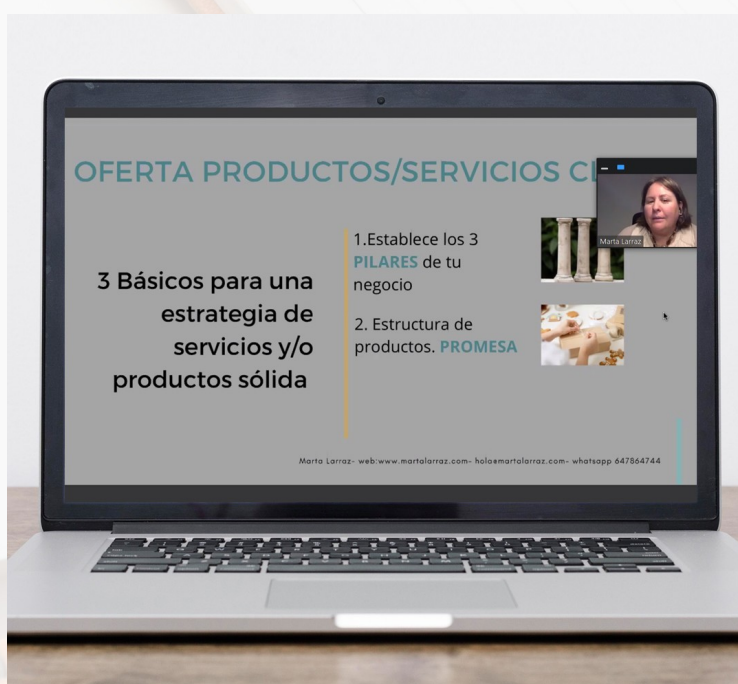 OFERTA PRODUCTOS/SERVICIOS
Marta Larraz
3 Básicos para una
estrategia de
servicios y/o
productos sólida
1.Establece los 3
PILARES de tu
negocio
2. Estructura de
productos. PROMESA
Marta Larraz- web:www.martalarraz.com- hola@martalarraz.com- whatsapp 647864744